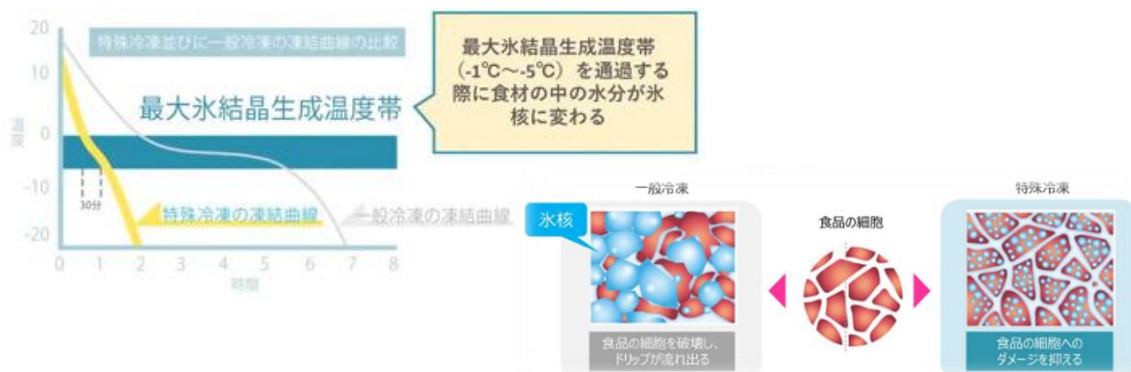 特殊冷凍並びに一般冷凍の凍結曲線の比較
20
10
0
-10
-20
温度
最大氷結晶生成温度帯
30分
特殊冷凍の凍結曲線
一般冷凍の凍結曲線
0 1 2 3 4 5 6 7 8
時間
最大氷結晶生成温度帯
（-1℃～-5℃）を通過する
際に食材の中の水分が氷
核に変わる
一般冷凍
氷核
食品の細胞を破壊し、
ドリップが流れ出る
食品の細胞
特殊冷凍
食品の細胞への
ダメージを抑える